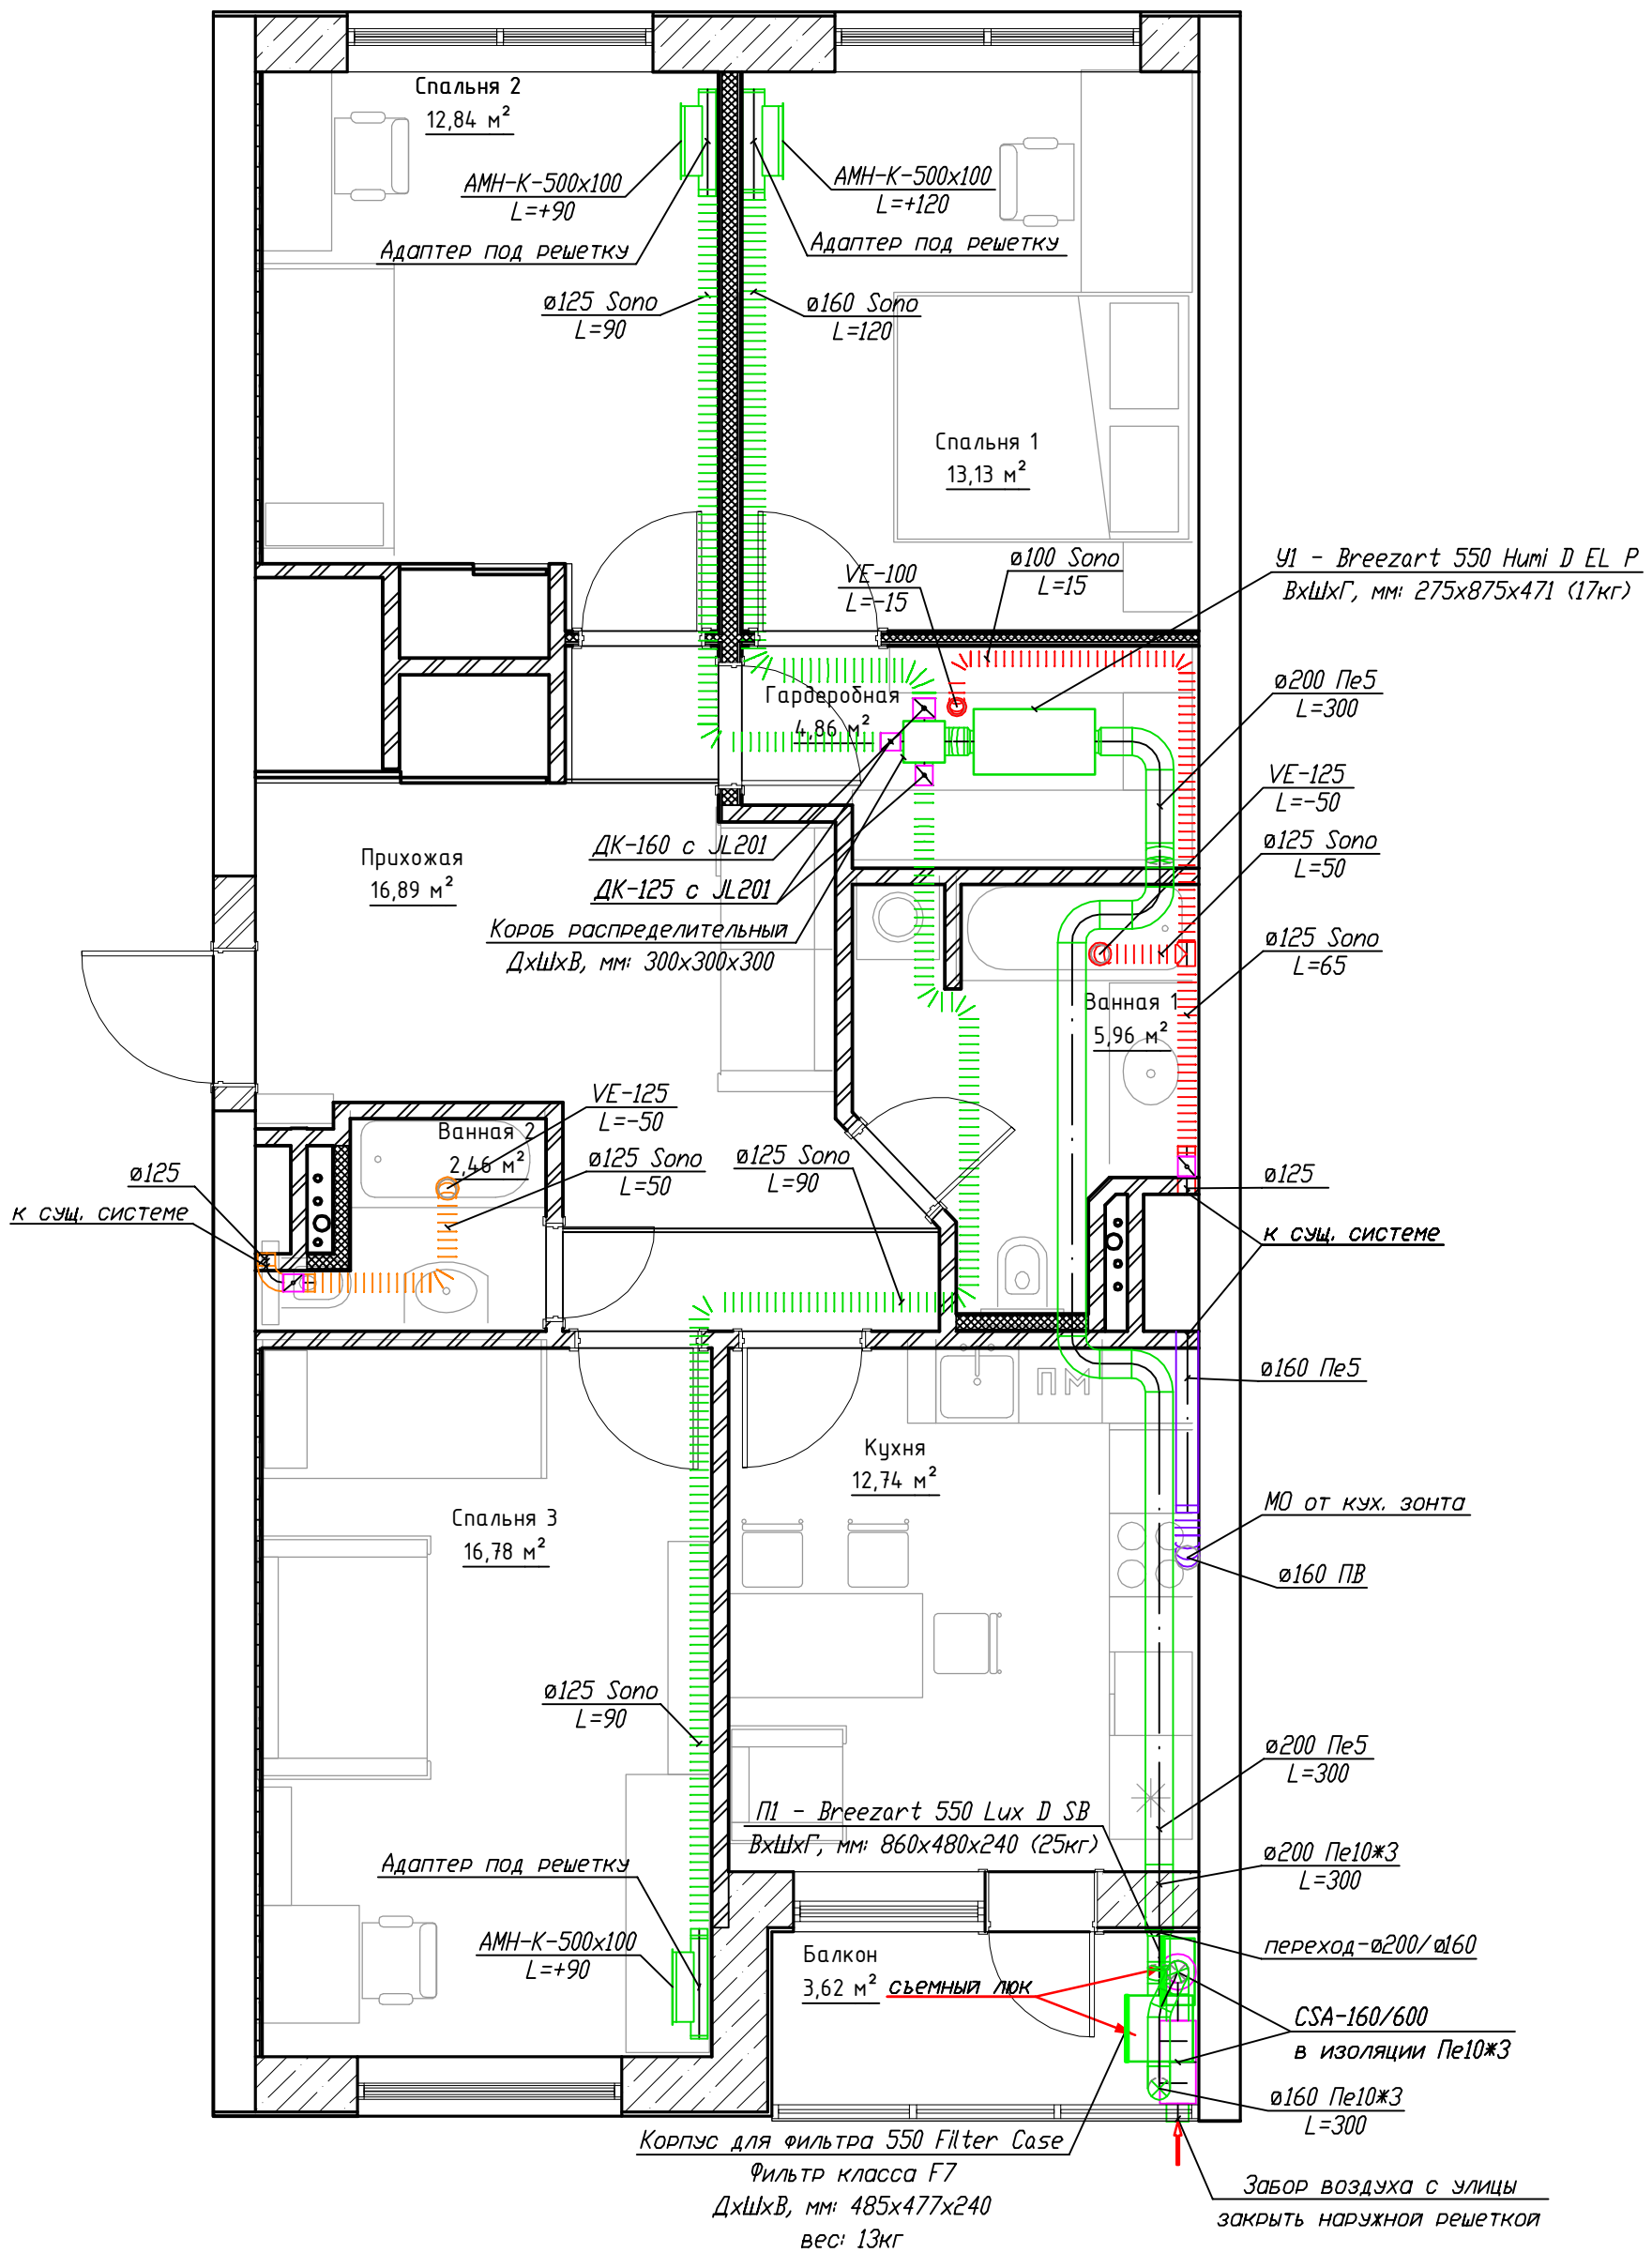 Спальня 2
12,84 м²
АМН-К-500х100
L=+90
Адаптер под решетку
ø125 Sono
L=90
АМН-К-500х100
L=+120
Адаптер под решетку
ø160 Sono
L=120
Спальня 1
13,13 м²
VE-100
L=-15
ø100 Sono
L=15
У1 - Breezart 550 Humi D EL P
ВхШхГ, мм: 275х875х471 (17кг)
ø200 Пе5
L=300
Гардеробная
4,86 м²
VE-125
L=-50
ø125 Sono
L=50
ДК-160 с JL201
ДК-125 с JL201
Короб распределительный
ДхШхВ, мм: 300х300х300
Прихожая
16,89 м²
ø125 Sono
L=65
Ванная 1
5,96 м²
VE-125
L=-50
Ванная 2
2,46 м²
ø125 Sono
L=50
ø125 Sono
L=90
ø125
к сущ. системе
ø125
к сущ. системе
ø160 Пе5
ПМ
Кухня
12,74 м²
МО от кух. зонта
ø160 ПВ
Спальня 3
16,78 м²
ø125 Sono
L=90
ø200 Пе5
L=300
П1 - Breezart 550 Lux D SB
ВхШхГ, мм: 860х480х240 (25кг)
ø200 Пе10*3
L=300
Адаптер под решетку
АМН-К-500х100
L=+90
Балкон
3,62 м²
съемный люк
переход-ø200/ø160
CSA-160/600
в изоляции Пе10*3
ø160 Пе10*3
L=300
Корпус для фильтра 550 Filter Case
Фильтр класса F7
ДхШхВ, мм: 485х477х240
вес: 13кг
Забор воздуха с улицы
закрыть наружной решеткой